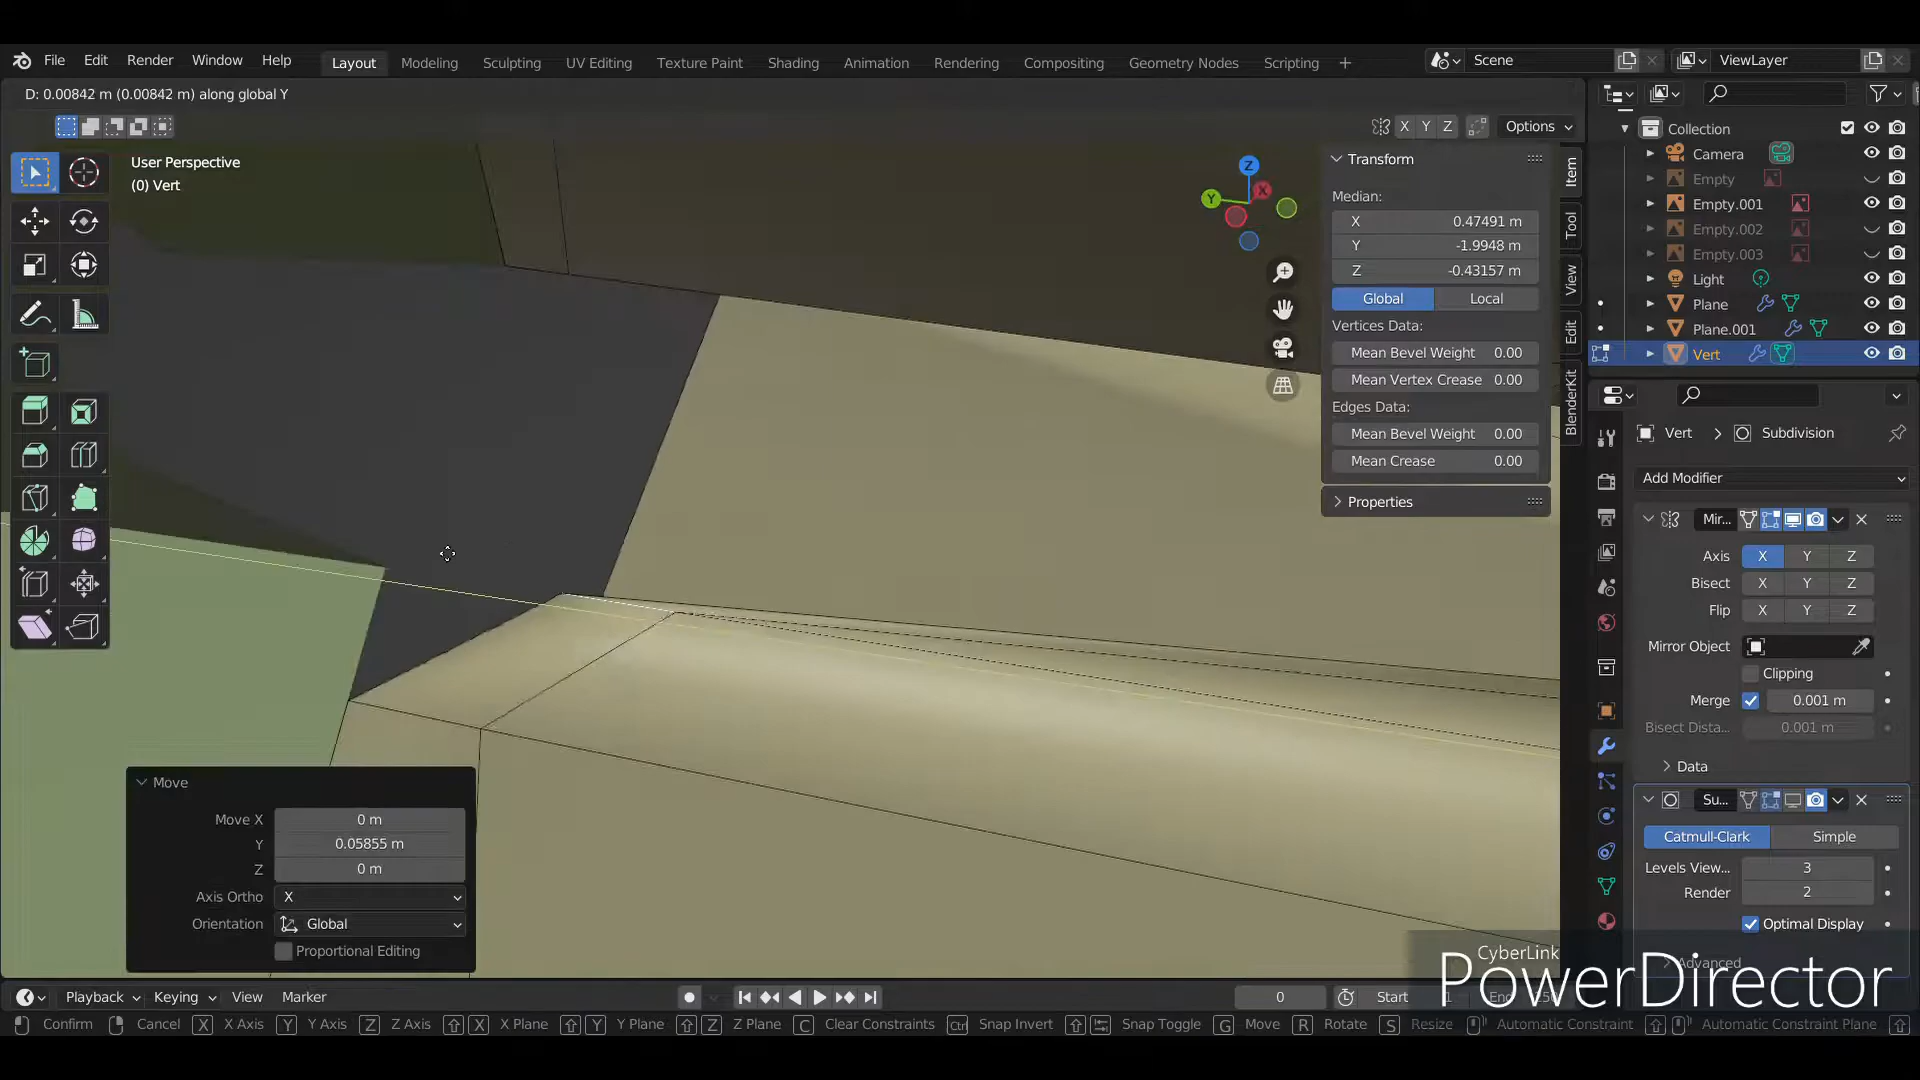 File Edit Render Window Help Layout Modeling Sculpting UV Editing Texture Paint Shading Animation Rendering Compositing Geometry Nodes Scripting + Scene ViewLayer
D: 0.00842 m (0.00842 m) along global Y
X Y Z Options
User Perspective
(0) Vert
Z
Y
X
Transform
Median:
X 0.47491 m
Y -1.9948 m
Z -0.43157 m
Global Local
Vertices Data:
Mean Bevel Weight 0.00
Mean Vertex Crease 0.00
Edges Data:
Mean Bevel Weight 0.00
Mean Crease 0.00
Properties
Item
Tool
View
Edit
BlenderKit
Collection
Camera
Empty
Empty.001
Empty.002
Empty.003
Light
Plane
Plane.001
Vert
Vert > Subdivision
Add Modifier
Mir...
Axis X Y Z
Bisect X Y Z
Flip X Y Z
Mirror Object
Clipping
Merge 0.001 m
Bisect Dista... 0.001 m
Data
Su...
Catmull-Clark Simple
Levels View... 3
Render 2
Optimal Display
Advanced
Move
Move X 0 m
Y 0.05855 m
Z 0 m
Axis Ortho X
Orientation Global
Proportional Editing
CyberLink
PowerDirector
Playback Keying View Marker 0 Start 1 End
Confirm Cancel X X Axis Y Y Axis Z Z Axis X X Plane Y Y Plane Z Z Plane C Clear Constraints Ctrl Snap Invert Snap Toggle G Move R Rotate S Resize Automatic Constraint Automatic Constraint Plane